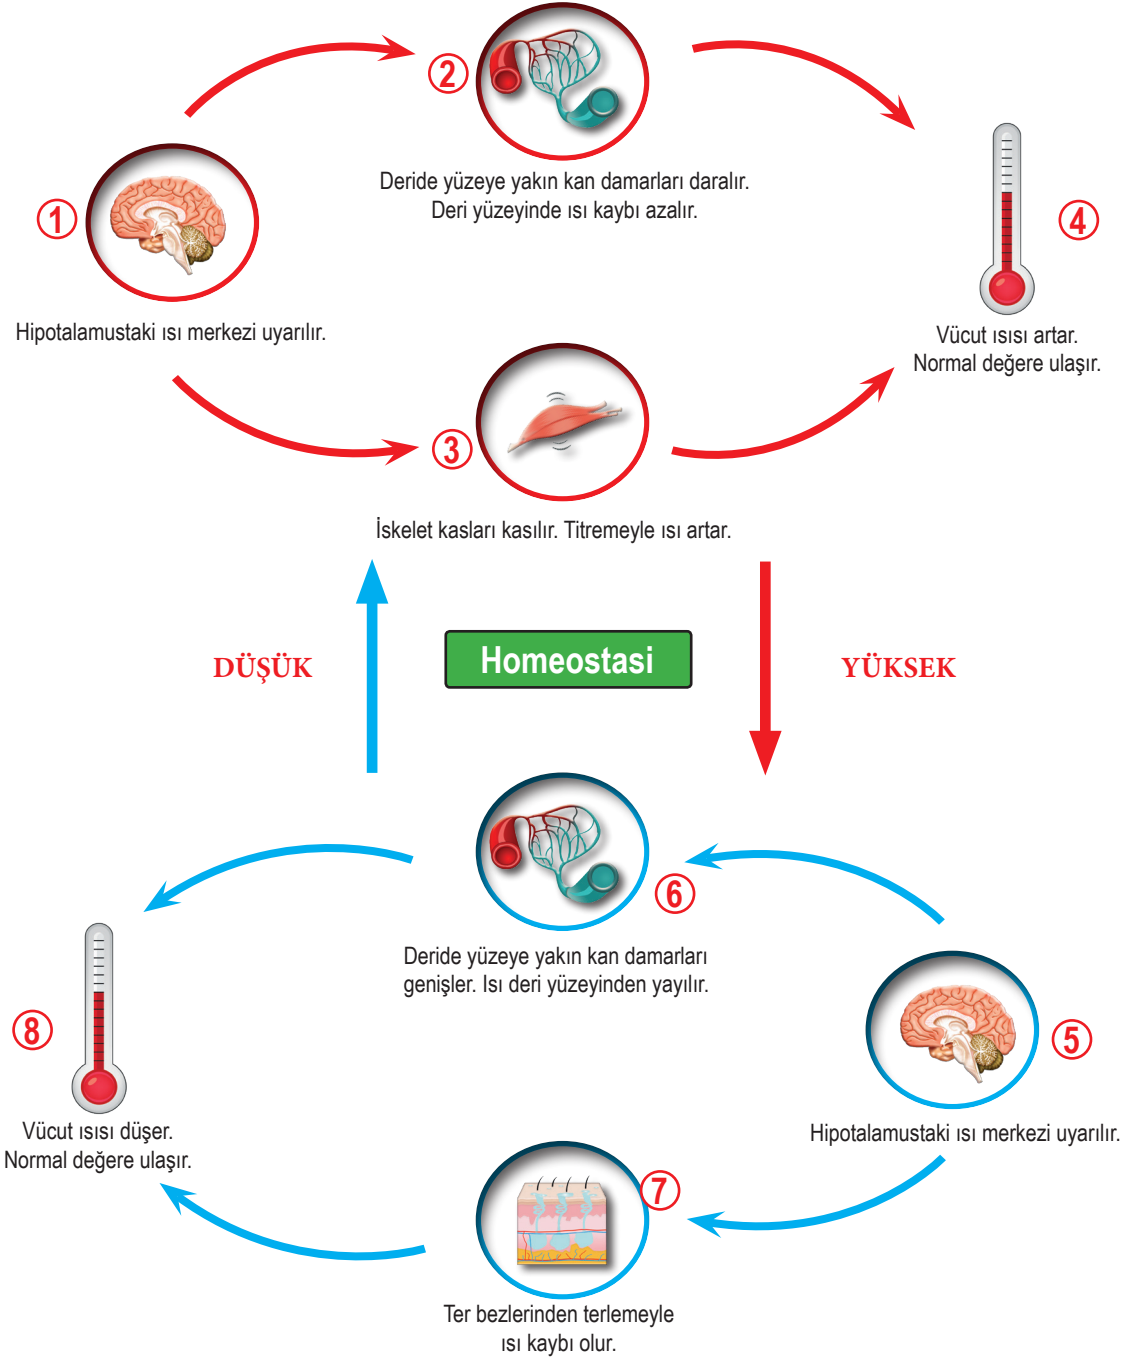 2
Deride yüzeye yakın kan damarları daralır.
Deri yüzeyinde ısı kaybı azalır.
1
Hipotalamustaki ısı merkezi uyarılır.
4
Vücut ısısı artar.
Normal değere ulaşır.
3
İskelet kasları kasılır. Titremeyle ısı artar.
DÜŞÜK
Homeostasi
YÜKSEK
6
Deride yüzeye yakın kan damarları
genişler. Isı deri yüzeyinden yayılır.
5
Hipotalamustaki ısı merkezi uyarılır.
8
Vücut ısısı düşer.
Normal değere ulaşır.
7
Ter bezlerinden terlemeyle
ısı kaybı olur.